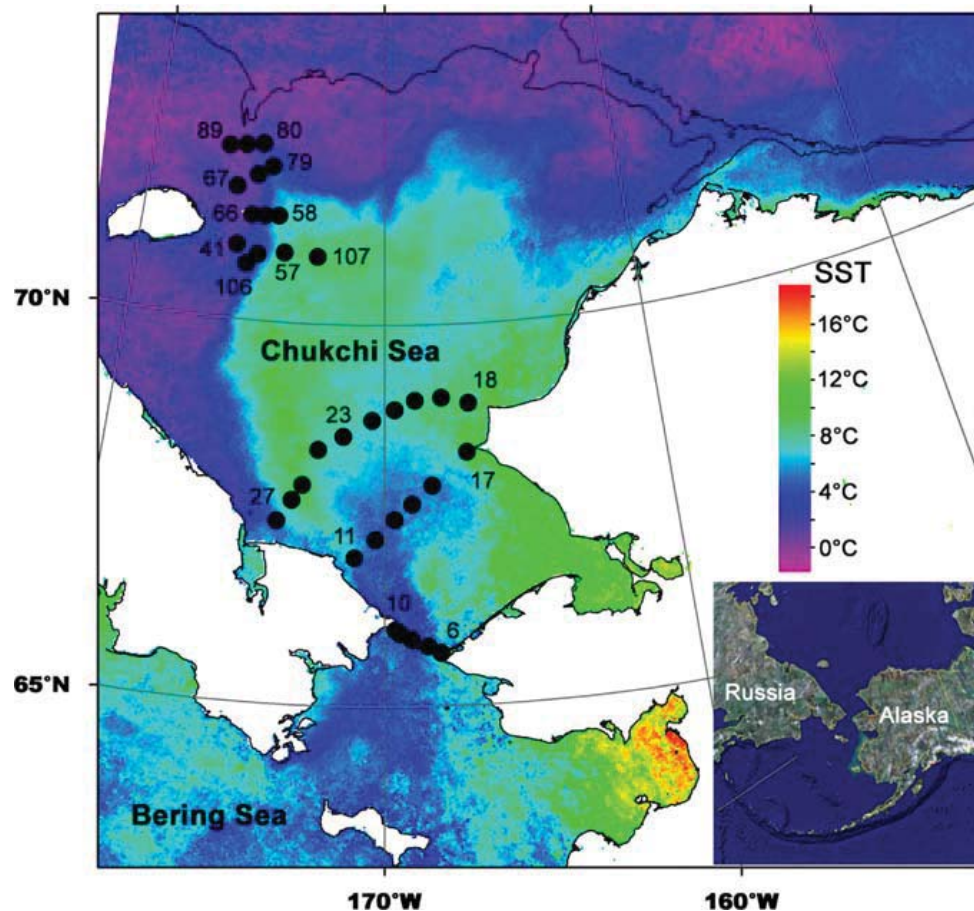 89
80
79
67
66
58
41
57
107
106
70°N
SST
16°C
12°C
8°C
4°C
0°C
Chukchi Sea
18
23
17
27
11
10
6
65°N
Russia
Alaska
Bering Sea
170°W
160°W